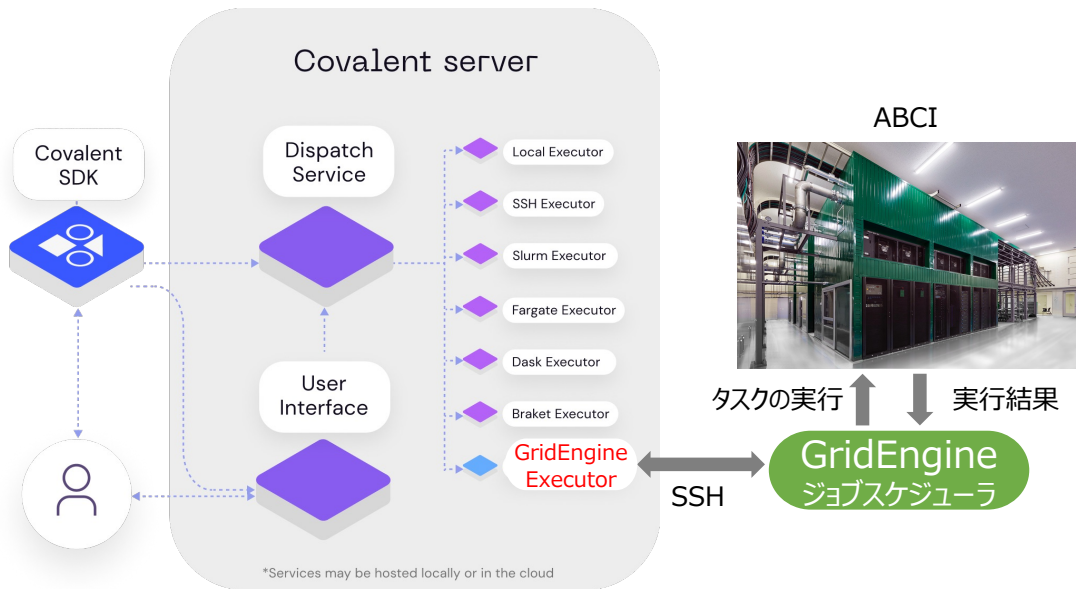 Covalent server
Covalent
SDK
Dispatch
Service
Local Executor
SSH Executor
Slurm Executor
Fargate Executor
Dask Executor
Braket Executor
GridEngine
Executor
User
Interface
*Services may be hosted locally or in the cloud
ABCI
タスクの実行
実行結果
SSH
GridEngine
ジョブスケジューラ